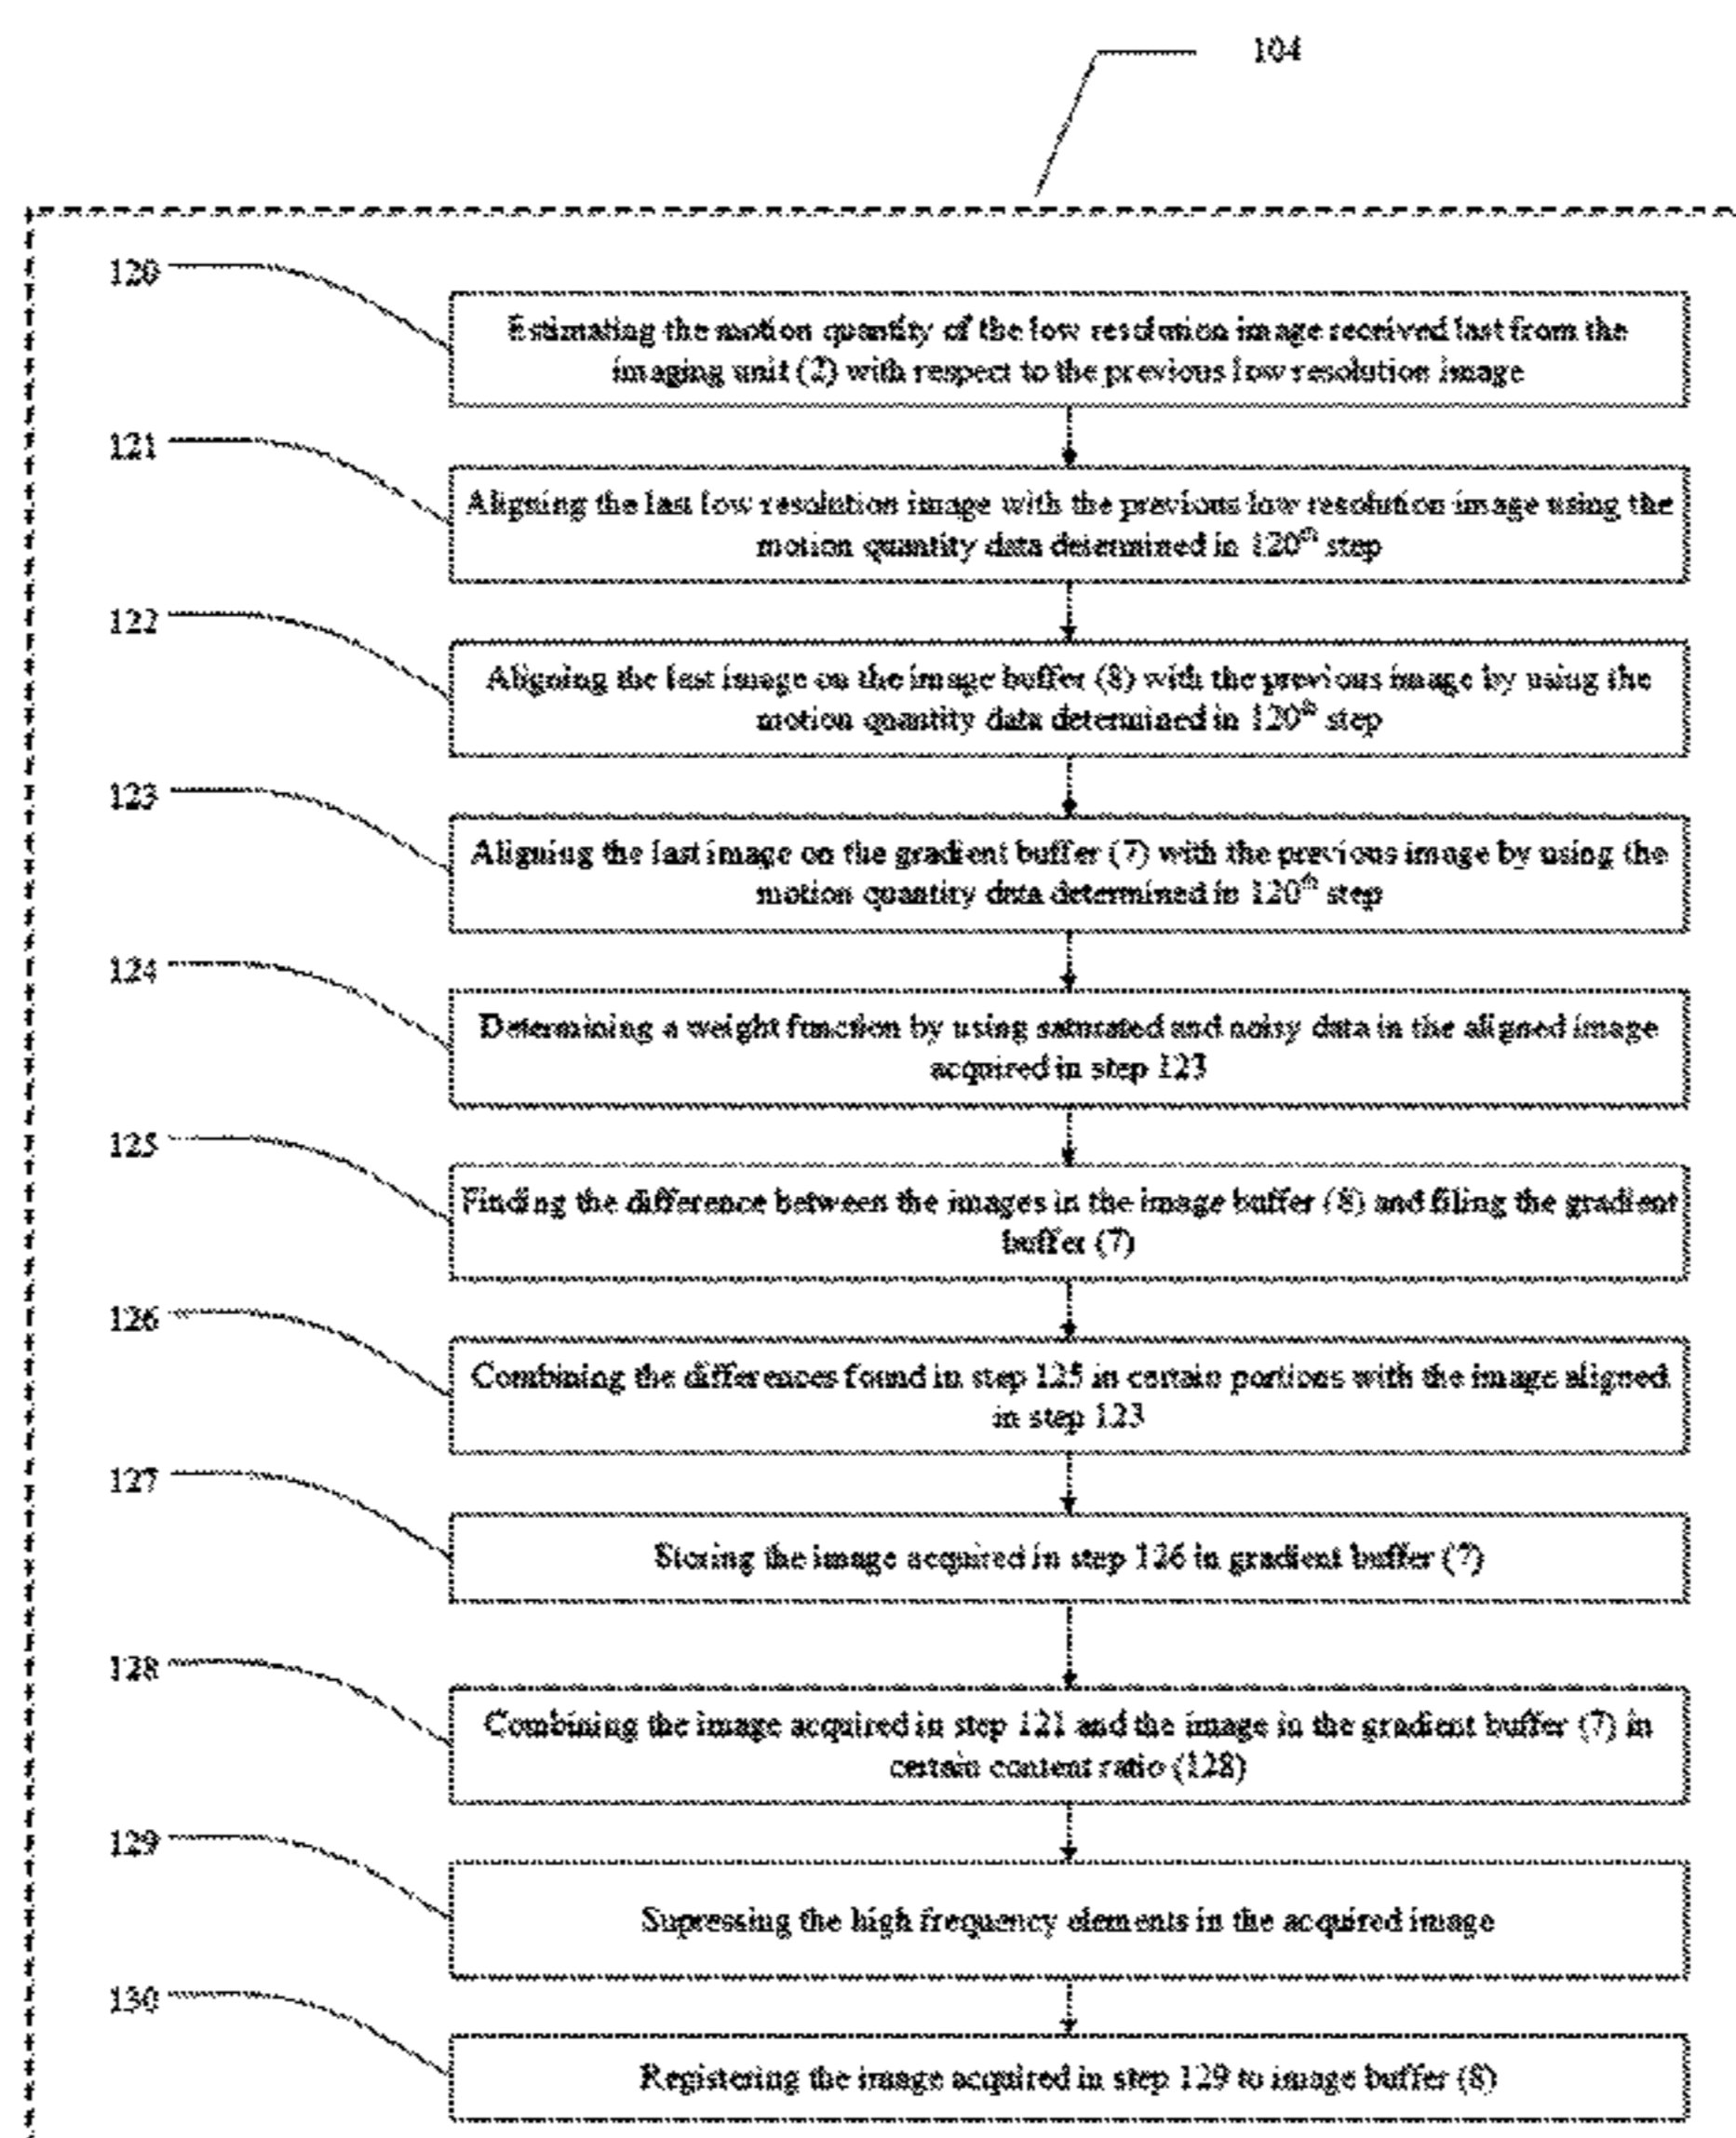 104
120
Estimating the motion quantity of the low resolution image received last from the
imaging unit (2) with respect to the previous low resolution image
121
Aligning the last low resolution image with the previous low resolution image using the
motion quantity data determined in 120th step
122
Aligning the last image on the image buffer (8) with the previous image by using the
motion quantity data determined in 120th step
123
Aligning the last image on the gradient buffer (7) with the previous image by using the
motion quantity data determined in 120th step
124
Determining a weight function by using saturated and noisy data in the aligned image
acquired in step 123
125
Finding the difference between the images in the image buffer (8) and filing the gradient
buffer (7)
126
Combining the differences found in step 125 in certain portions with the image aligned
in step 123
127
Storing the image acquired in step 126 in gradient buffer (7)
128
Combining the image acquired in step 121 and the image in the gradient buffer (7) in
certain content ratio (128)
129
Supressing the high frequency elements in the acquired image
130
Registering the image acquired in step 129 to image buffer (8)